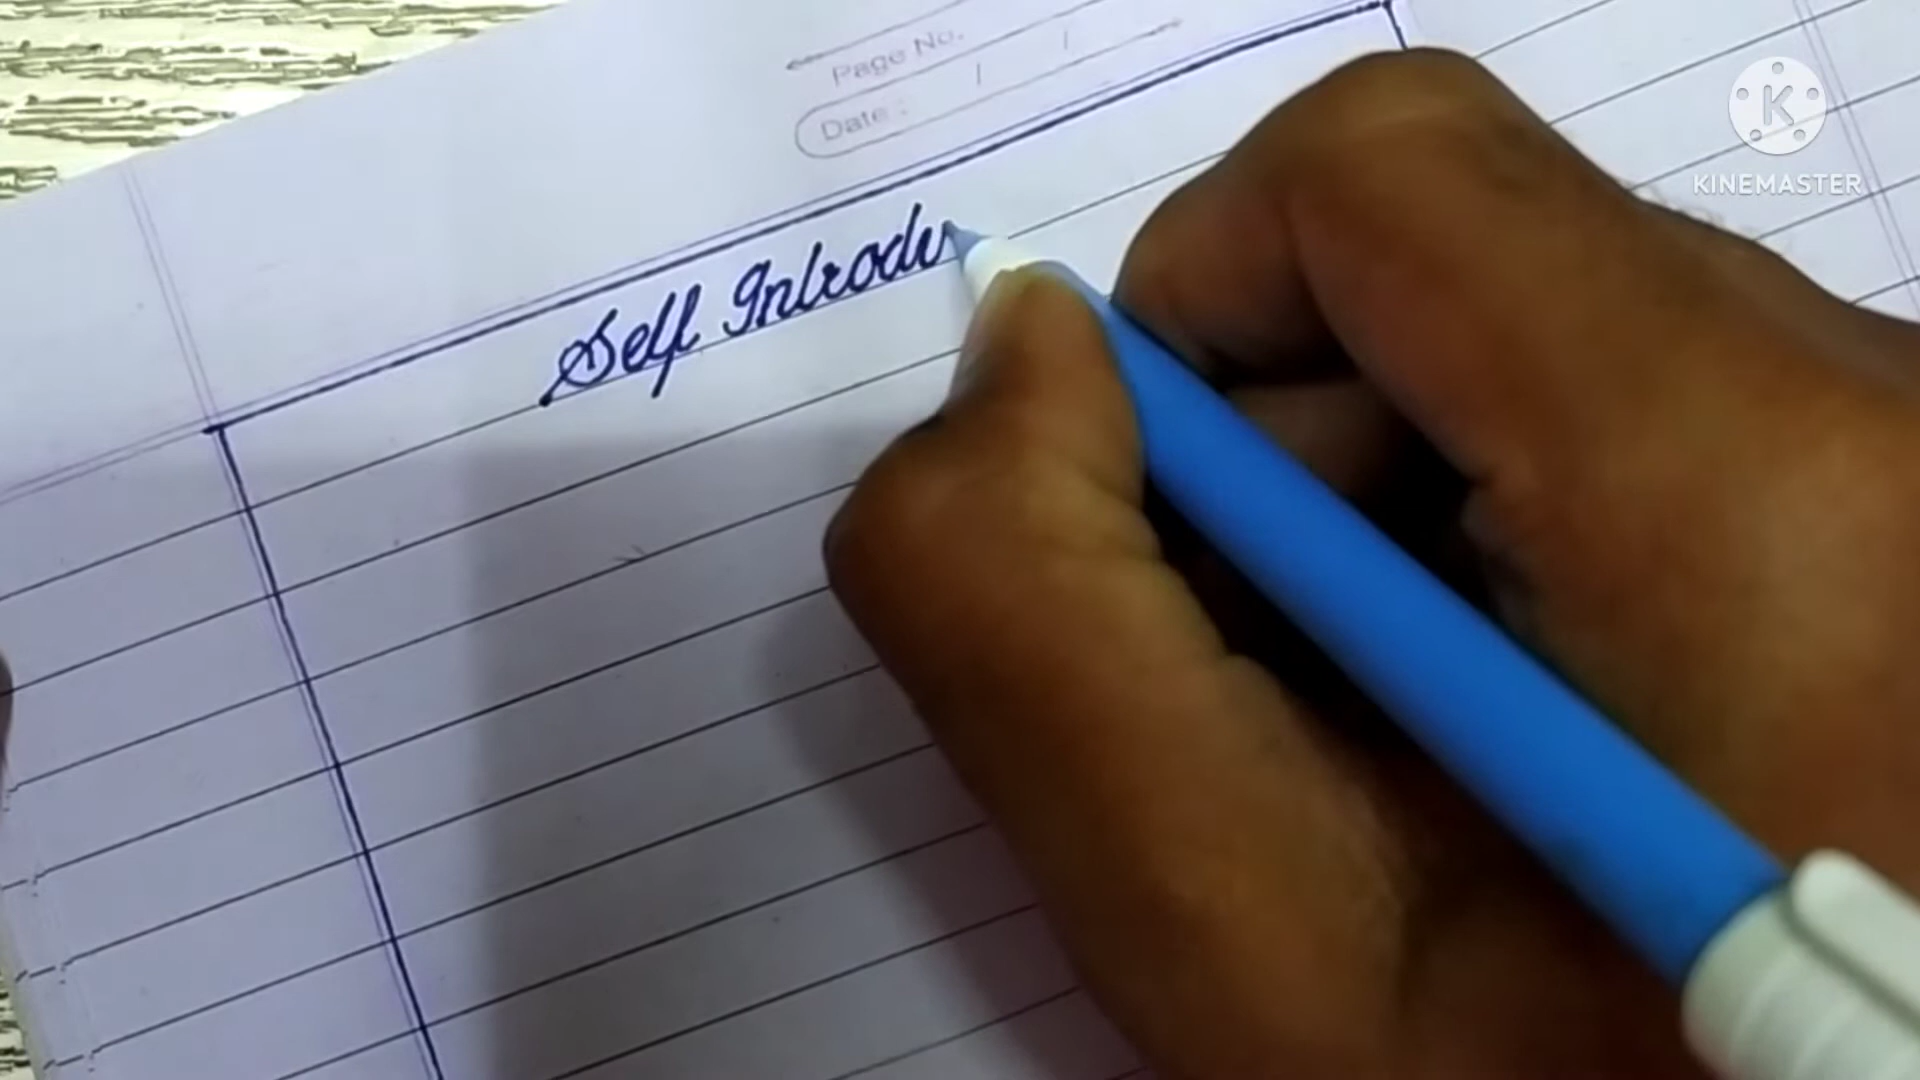 Page No.
Date : / /
Self Introdu
KINEMASTER